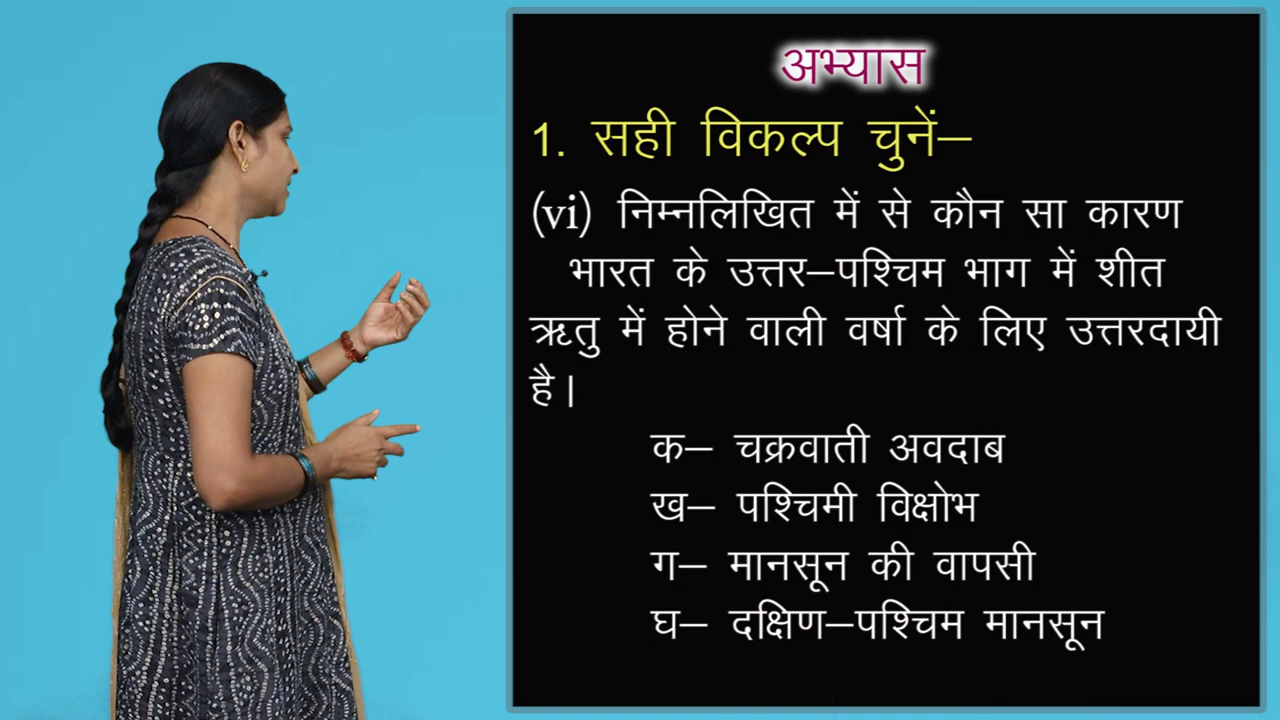 अभ्यास
1. सही विकल्प चुनें–
(vi) निम्नलिखित में से कौन सा कारण
भारत के उत्तर–पश्चिम भाग में शीत
ऋतु में होने वाली वर्षा के लिए उत्तरदायी
है।
क– चक्रवाती अवदाब
ख– पश्चिमी विक्षोभ
ग– मानसून की वापसी
घ– दक्षिण–पश्चिम मानसून